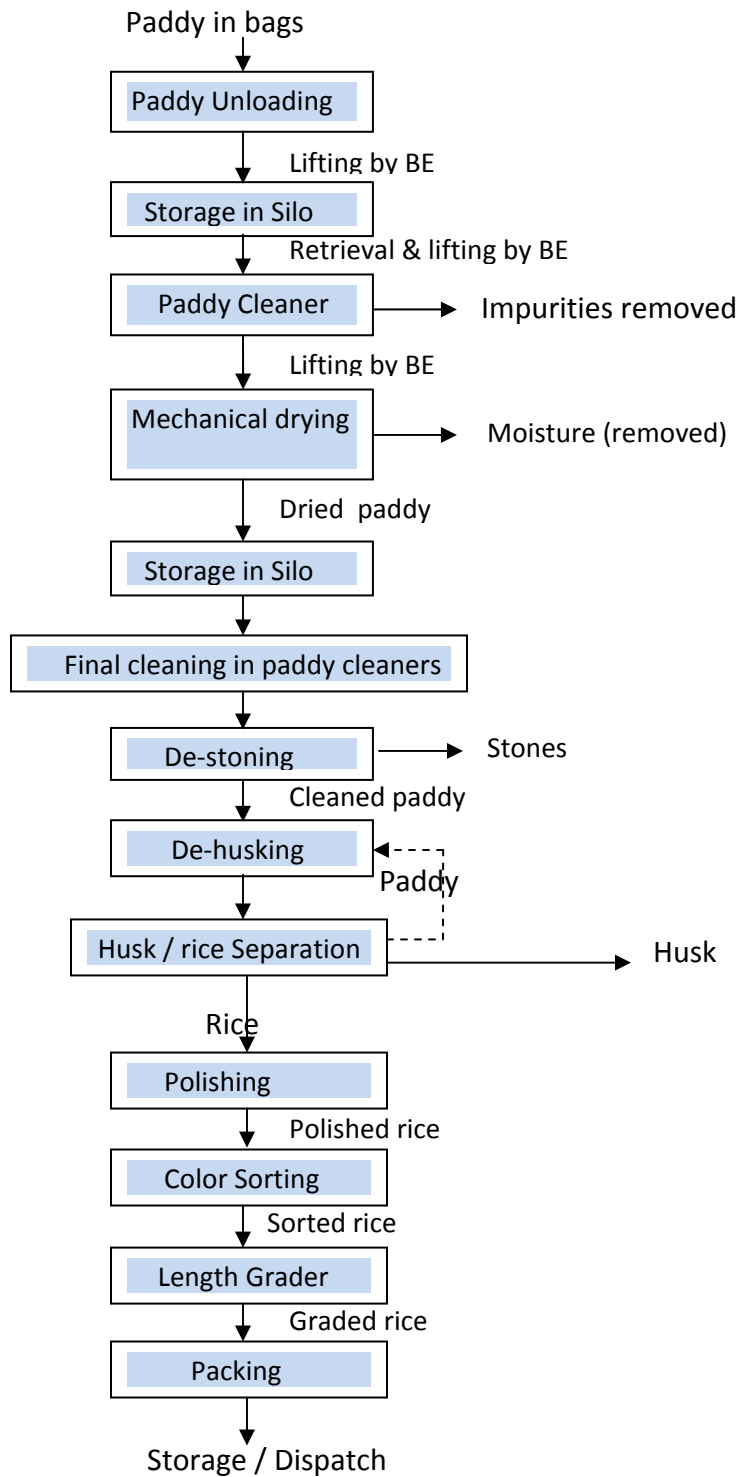 Paddy in bags
Paddy Unloading
Lifting by BE
Storage in Silo
Retrieval & lifting by BE
Paddy Cleaner
Impurities removed
Lifting by BE
Mechanical drying
Moisture (removed)
Dried paddy
Storage in Silo
Final cleaning in paddy cleaners
De-stoning
Stones
Cleaned paddy
De-husking
Paddy
Husk / rice Separation
Husk
Rice
Polishing
Polished rice
Color Sorting
Sorted rice
Length Grader
Graded rice
Packing
Storage / Dispatch